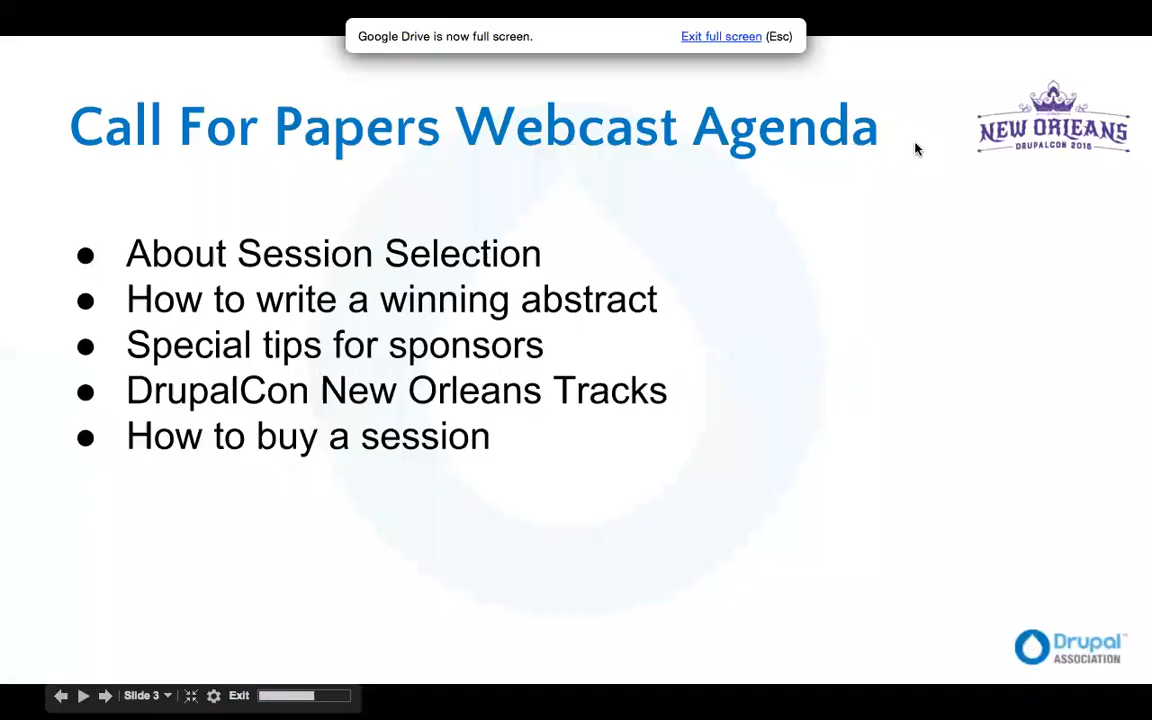 Google Drive is now full screen. Exit full screen (Esc)
Call For Papers Webcast Agenda
NEW ORLEANS
DRUPALCON 2016
● About Session Selection
● How to write a winning abstract
● Special tips for sponsors
● DrupalCon New Orleans Tracks
● How to buy a session
Drupal™
ASSOCIATION
Slide 3 Exit